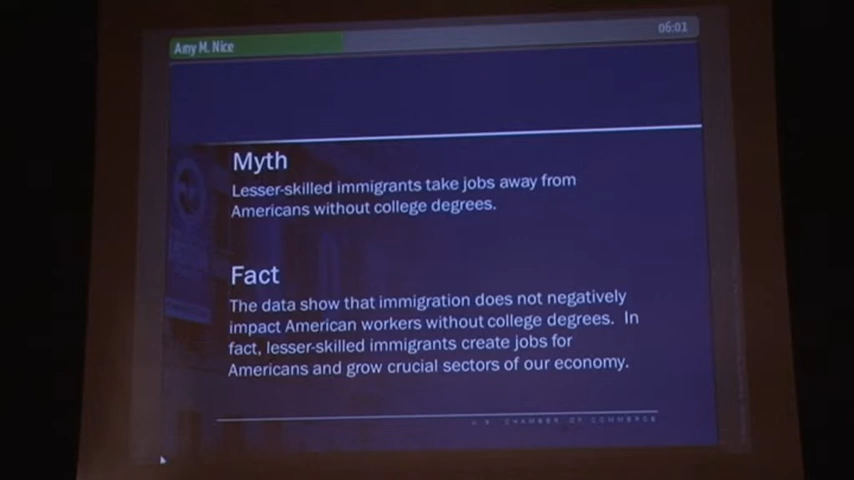 Amy M. Nice
06:01
Myth
Lesser-skilled immigrants take jobs away from
Americans without college degrees.
Fact
The data show that immigration does not negatively
impact American workers without college degrees. In
fact, lesser-skilled immigrants create jobs for
Americans and grow crucial sectors of our economy.
U.S. CHAMBER OF COMMERCE